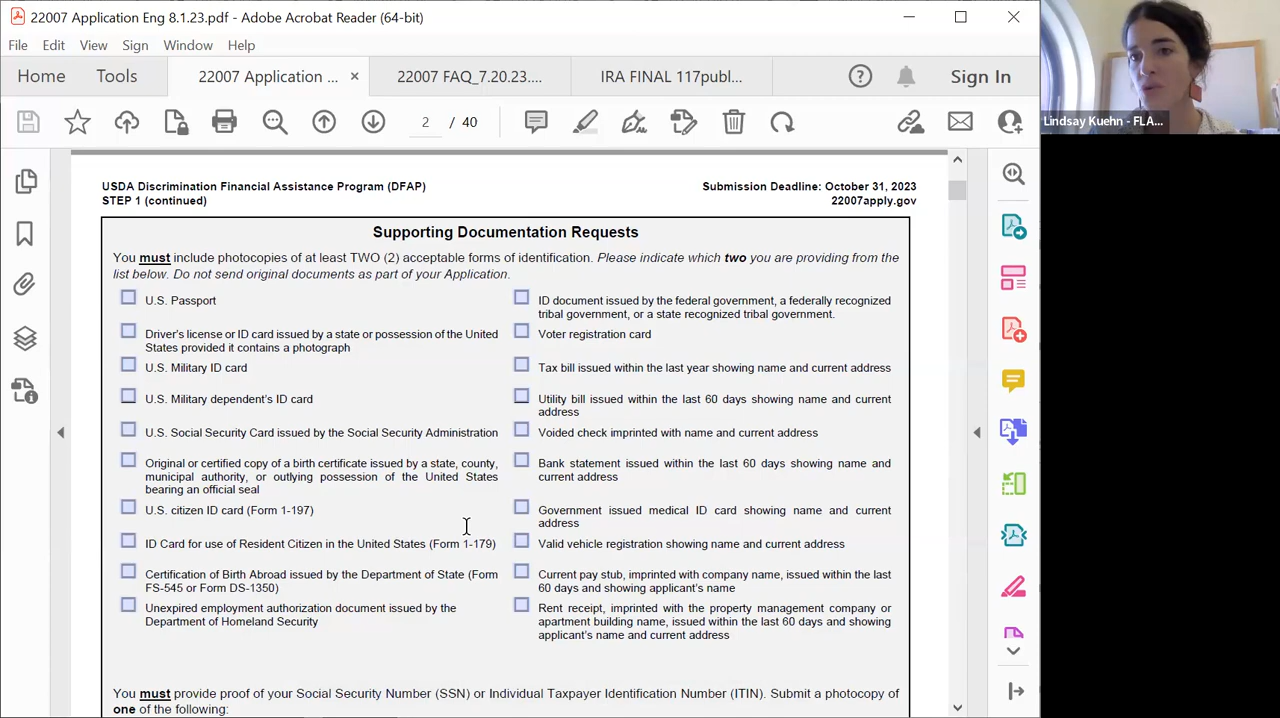 22007 Application Eng 8.1.23.pdf - Adobe Acrobat Reader (64-bit)
File Edit View Sign Window Help
Home Tools 22007 Application ... × 22007 FAQ_7.20.23.... IRA FINAL 117publ... Sign In
2 / 40
Lindsay Kuehn - FLA...
USDA Discrimination Financial Assistance Program (DFAP) Submission Deadline: October 31, 2023
STEP 1 (continued) 22007apply.gov
Supporting Documentation Requests
You must include photocopies of at least TWO (2) acceptable forms of identification. Please indicate which two you are providing from the
list below. Do not send original documents as part of your Application.
U.S. Passport
Driver's license or ID card issued by a state or possession of the United
States provided it contains a photograph
U.S. Military ID card
U.S. Military dependent's ID card
U.S. Social Security Card issued by the Social Security Administration
Original or certified copy of a birth certificate issued by a state, county,
municipal authority, or outlying possession of the United States
bearing an official seal
U.S. citizen ID card (Form 1-197)
ID Card for use of Resident Citizen in the United States (Form 1-179)
Certification of Birth Abroad issued by the Department of State (Form
FS-545 or Form DS-1350)
Unexpired employment authorization document issued by the
Department of Homeland Security
ID document issued by the federal government, a federally recognized
tribal government, or a state recognized tribal government.
Voter registration card
Tax bill issued within the last year showing name and current address
Utility bill issued within the last 60 days showing name and current
address
Voided check imprinted with name and current address
Bank statement issued within the last 60 days showing name and
current address
Government issued medical ID card showing name and current
address
Valid vehicle registration showing name and current address
Current pay stub, imprinted with company name, issued within the last
60 days and showing applicant's name
Rent receipt, imprinted with the property management company or
apartment building name, issued within the last 60 days and showing
applicant's name and current address
You must provide proof of your Social Security Number (SSN) or Individual Taxpayer Identification Number (ITIN). Submit a photocopy of
one of the following: